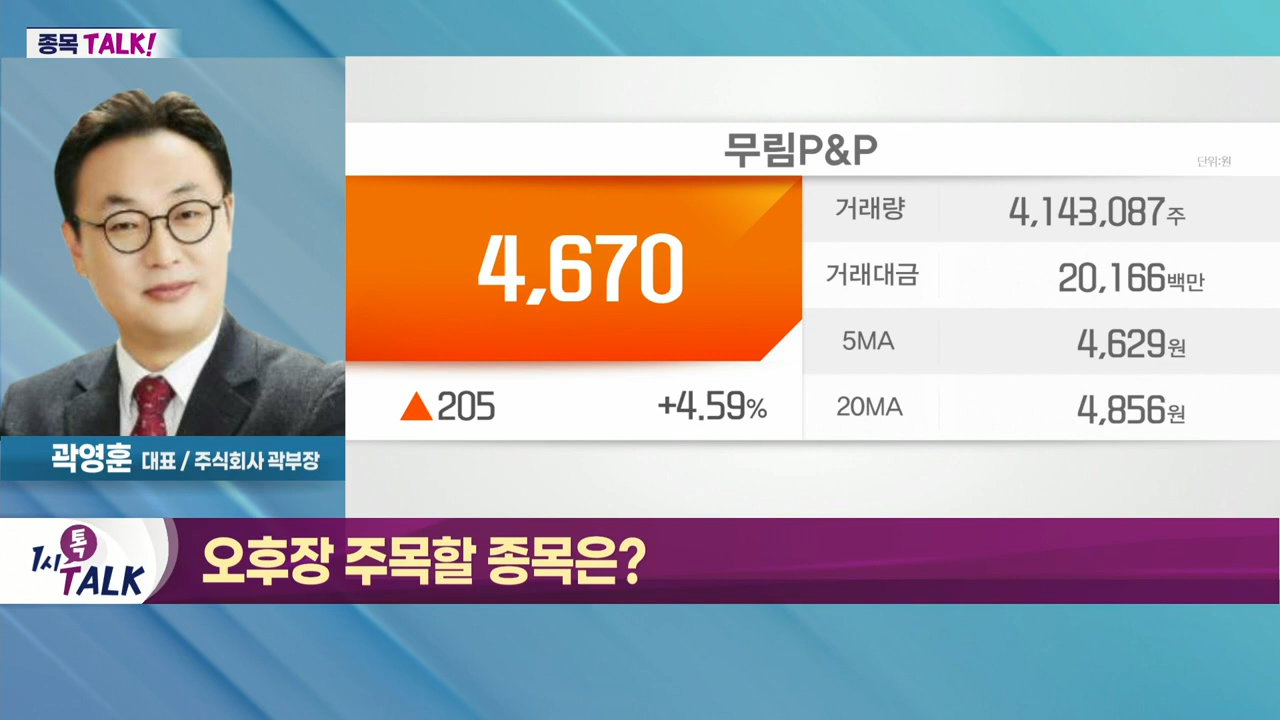 종목 TALK!
무림P&P
단위:원
4,670
▲205 +4.59%
거래량 4,143,087주
거래대금 20,166백만
5MA 4,629원
20MA 4,856원
곽영훈 대표 / 주식회사 곽부장
1시 톡 TALK
오후장 주목할 종목은?